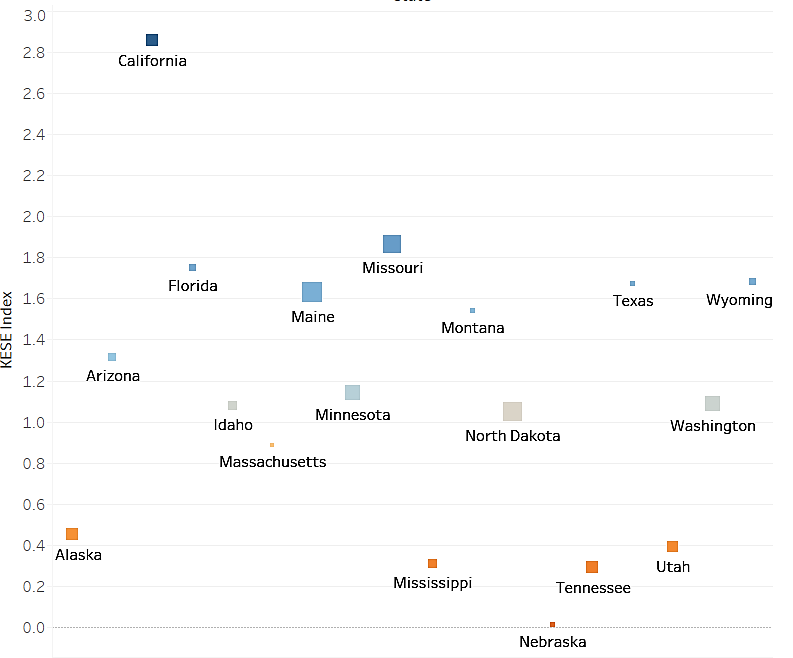 3.0
2.8
California
2.6
2.4
2.2
2.0
1.8
Missouri
Florida
1.6
Texas
Wyoming
Maine
Montana
KESE Index
1.4
Arizona
1.2
Minnesota
1.0
Idaho
Washington
North Dakota
Massachusetts
0.8
0.6
0.4
Alaska
Utah
0.2
Mississippi
Tennessee
0.0
Nebraska